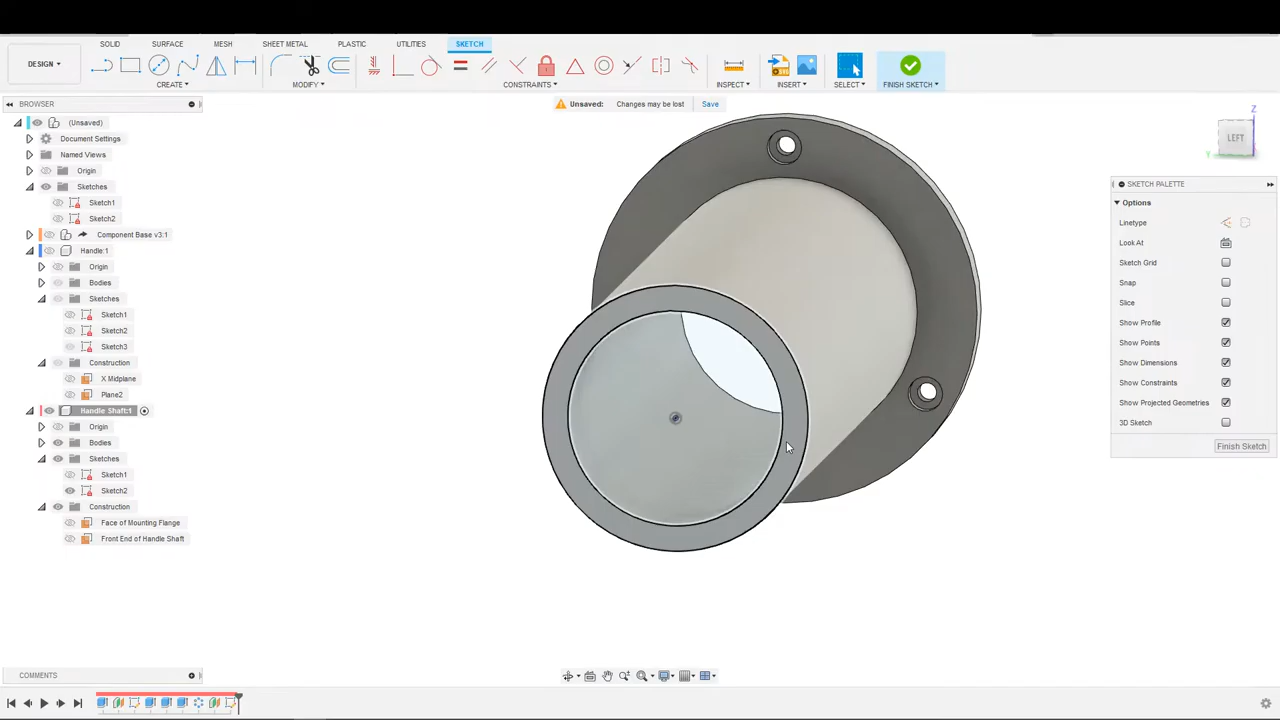 SOLID SURFACE MESH SHEET METAL PLASTIC UTILITIES SKETCH
DESIGN
CREATE MODIFY CONSTRAINTS INSPECT INSERT SELECT FINISH SKETCH
BROWSER
Unsaved: Changes may be lost Save
(Unsaved)
Document Settings
Named Views
Origin
Sketches
Sketch1
Sketch2
Component Base v3:1
Handle:1
Origin
Bodies
Sketches
Sketch1
Sketch2
Sketch3
Construction
X Midplane
Plane2
Handle Shaft:1
Origin
Bodies
Sketches
Sketch1
Sketch2
Construction
Face of Mounting Flange
Front End of Handle Shaft
Z
LEFT
Y
SKETCH PALETTE
Options
Linetype
Look At
Sketch Grid
Snap
Slice
Show Profile
Show Points
Show Dimensions
Show Constraints
Show Projected Geometries
3D Sketch
Finish Sketch
COMMENTS